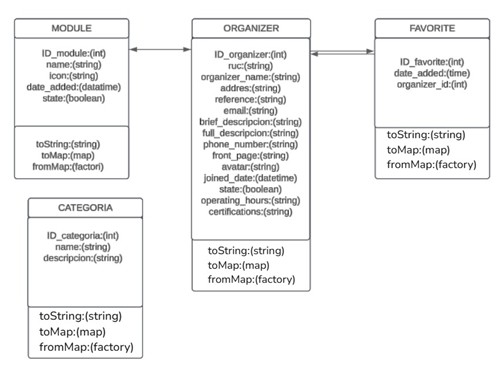 MODULE
ID_module:(int)
name:(string)
icon:(string)
date_added:(datatime)
state:(boolean)
toString:(string)
toMap:(map)
fromMap:(factori)
ORGANIZER
ID_organizer:(int)
ruc:(string)
organizer_name:(string)
addres:(string)
reference:(string)
email:(string)
brief_descripcion:(string)
full_descripcion:(string)
phone_number:(string)
front_page:(string)
avatar:(string)
joined_date:(datetime)
state:(boolean)
operating_hours:(string)
certifications:(string)
toString:(string)
toMap:(map)
fromMap:(factory)
FAVORITE
ID_favorite:(int)
date_added:(time)
organizer_id:(int)
toString:(string)
toMap:(map)
fromMap:(factory)
CATEGORIA
ID_categoria:(int)
name:(string)
descripcion:(string)
toString:(string)
toMap:(map)
fromMap:(factory)